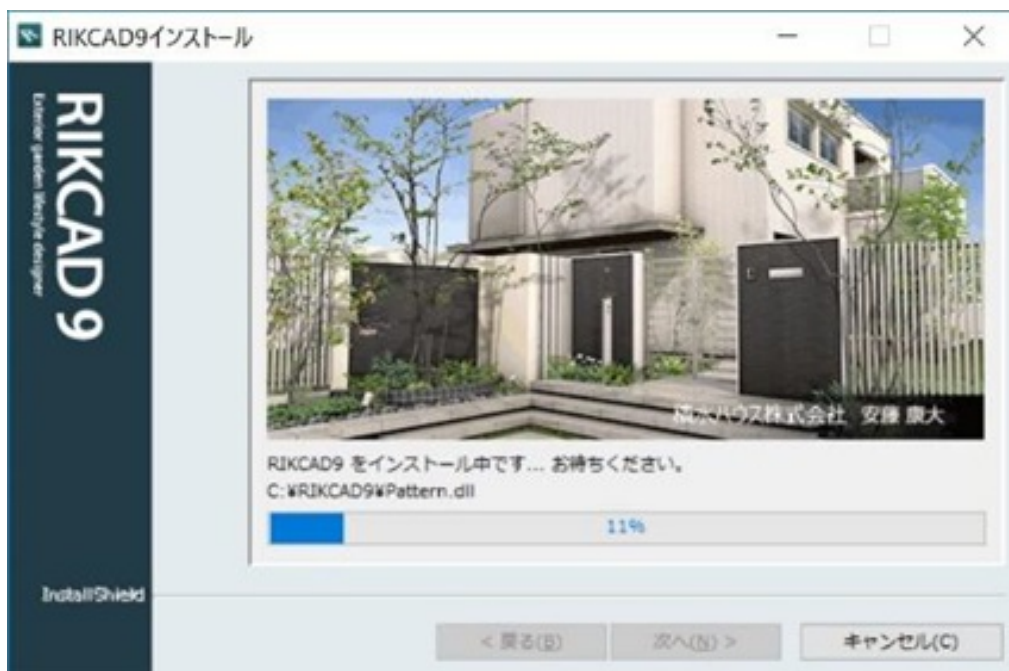 RIKCAD9インストール
RIKCAD 9
Exterior garden lifestyle designer
積水ハウス株式会社 安藤 康大
RIKCAD9 をインストール中です... お待ちください。
C:¥RIKCAD9¥Pattern.dll
11%
InstallShield
< 戻る(B)
次へ(N) >
キャンセル(C)